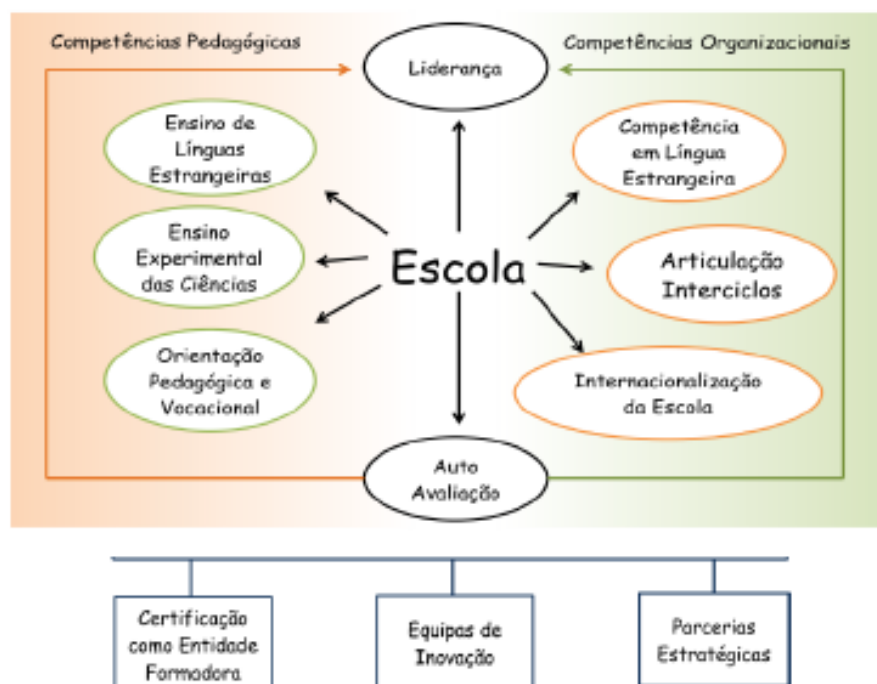 Competências Pedagógicas
Competências Organizacionais
Liderança
Ensino de
Línguas
Estrangeiras
Competência
em Língua
Estrangeira
Ensino
Experimental
das Ciências
Escola
Articulação
Interciclos
Orientação
Pedagógica e
Vocacional
Internacionalização
da Escola
Auto
Avaliação
Certificação
como Entidade
Formadora
Equipas de
Inovação
Parcerias
Estratégicas